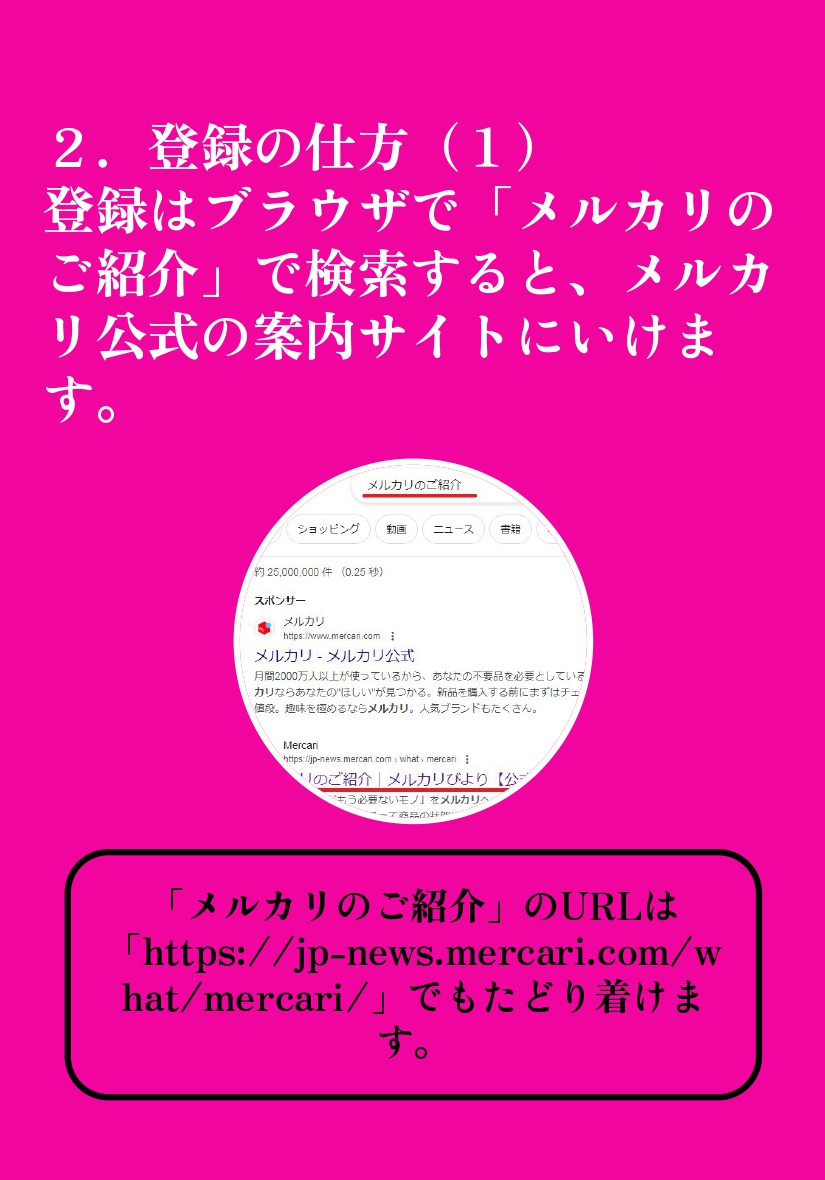 ２．登録の仕方（１）
登録はブラウザで「メルカリの
ご紹介」で検索すると、メルカ
リ公式の案内サイトにいけま
す。
メルカリのご紹介
ショッピング 動画 ニュース 書籍
約 25,000,000 件 （0.25 秒）
スポンサー
メルカリ
https://www.mercari.com
メルカリ - メルカリ公式
月間2000万人以上が使っているから、あなたの不要品を必要としている
カリならあなたの"ほしい"が見つかる。新品を購入する前にまずはチェ
値段。趣味を極めるならメルカリ。人気ブランドもたくさん。
Mercari
https://jp-news.mercari.com › what › mercari
リのご紹介｜メルカリびより【公式
もう必要ないモノ」をメルカリへ
って商品の状態
「メルカリのご紹介」のURLは
「https://jp-news.mercari.com/w
hat/mercari/」でもたどり着けま
す。